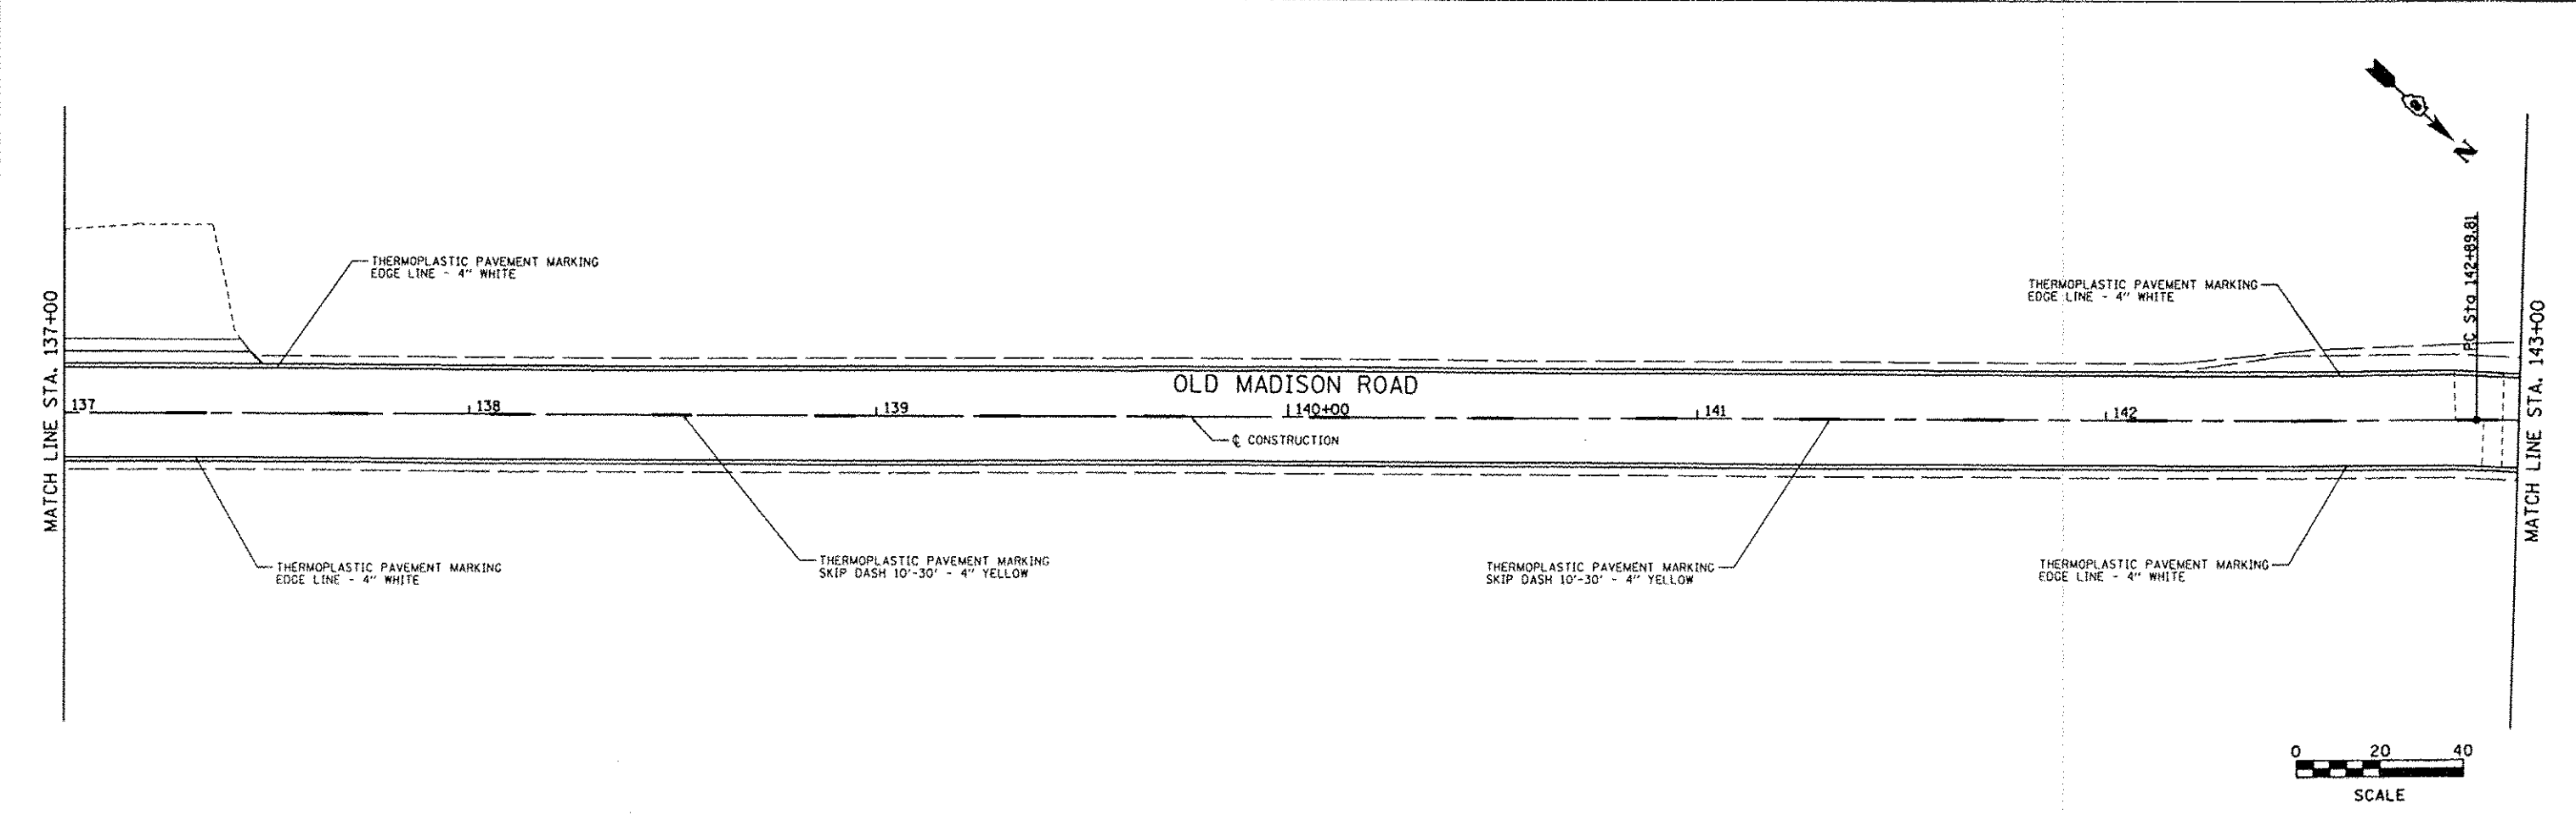 N
THERMOPLASTIC PAVEMENT MARKING
EDGE LINE - 4" WHITE
THERMOPLASTIC PAVEMENT MARKING
EDGE LINE - 4" WHITE
PC Sta 142+89.81
MATCH LINE STA. 137+00
MATCH LINE STA. 143+00
OLD MADISON ROAD
137
138
139
140+00
141
142
℄ CONSTRUCTION
THERMOPLASTIC PAVEMENT MARKING
EDGE LINE - 4" WHITE
THERMOPLASTIC PAVEMENT MARKING
SKIP DASH 10'-30' - 4" YELLOW
THERMOPLASTIC PAVEMENT MARKING
SKIP DASH 10'-30' - 4" YELLOW
THERMOPLASTIC PAVEMENT MARKING
EDGE LINE - 4" WHITE
0 20 40
SCALE